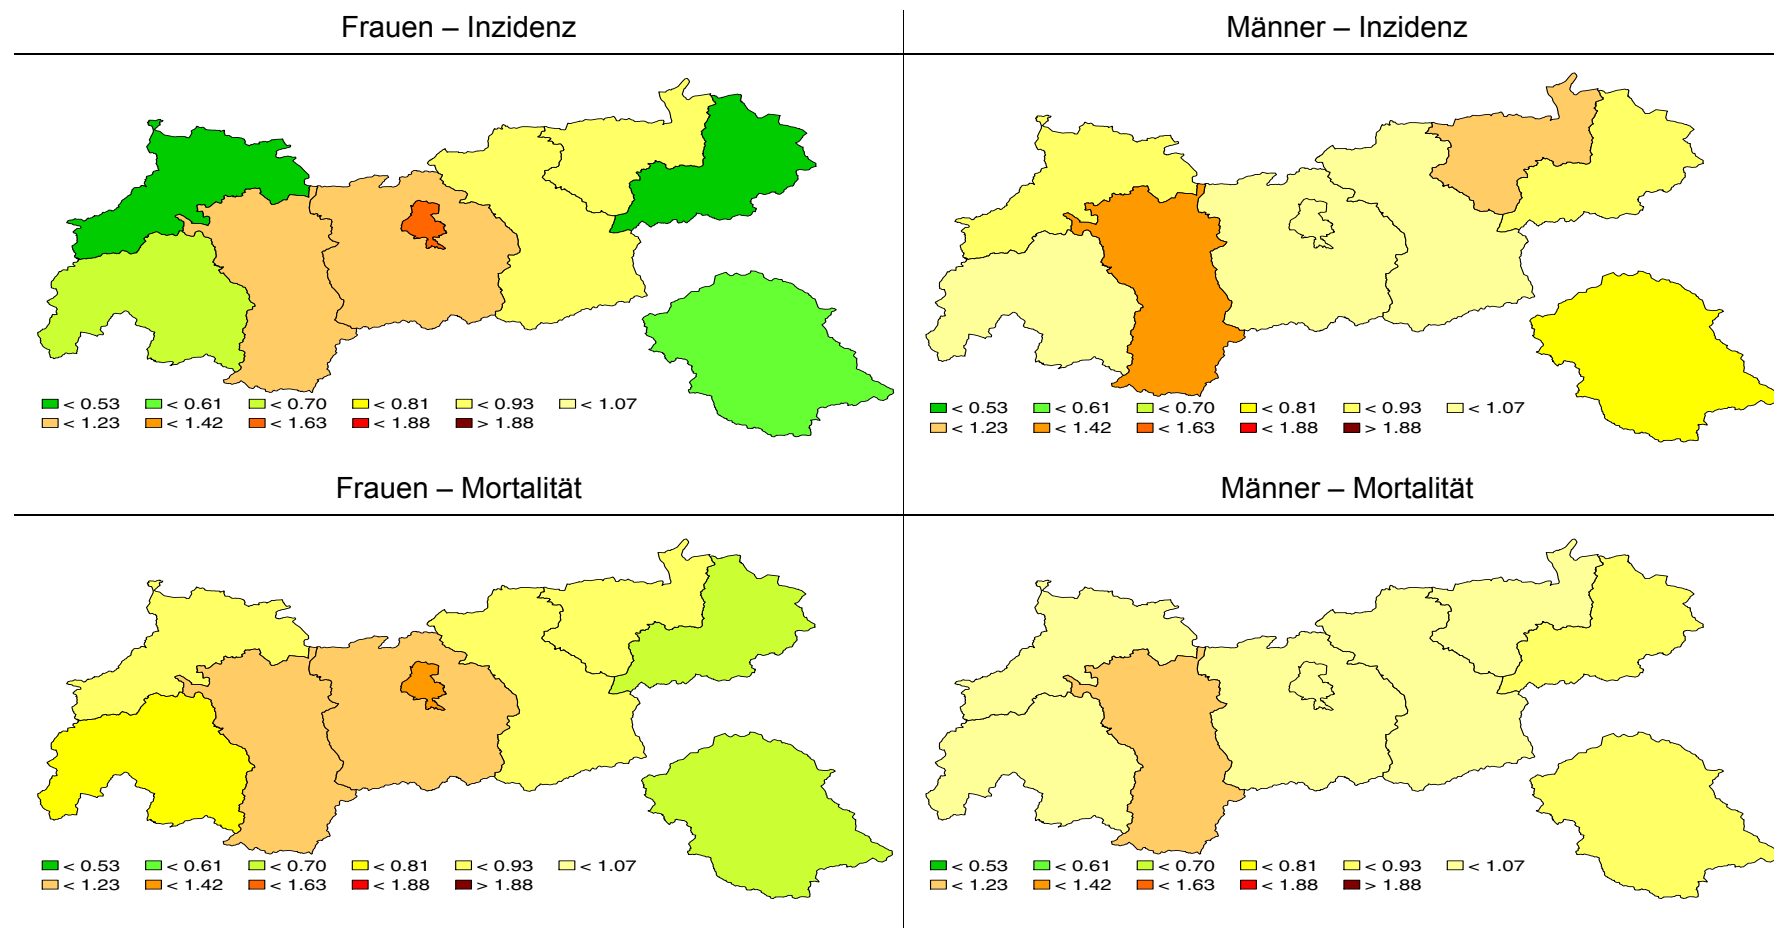 Frauen – Inzidenz
Männer – Inzidenz
< 0.53 < 0.61 < 0.70 < 0.81 < 0.93 < 1.07
< 1.23 < 1.42 < 1.63 < 1.88 > 1.88
< 0.53 < 0.61 < 0.70 < 0.81 < 0.93 < 1.07
< 1.23 < 1.42 < 1.63 < 1.88 > 1.88
Frauen – Mortalität
Männer – Mortalität
< 0.53 < 0.61 < 0.70 < 0.81 < 0.93 < 1.07
< 1.23 < 1.42 < 1.63 < 1.88 > 1.88
< 0.53 < 0.61 < 0.70 < 0.81 < 0.93 < 1.07
< 1.23 < 1.42 < 1.63 < 1.88 > 1.88